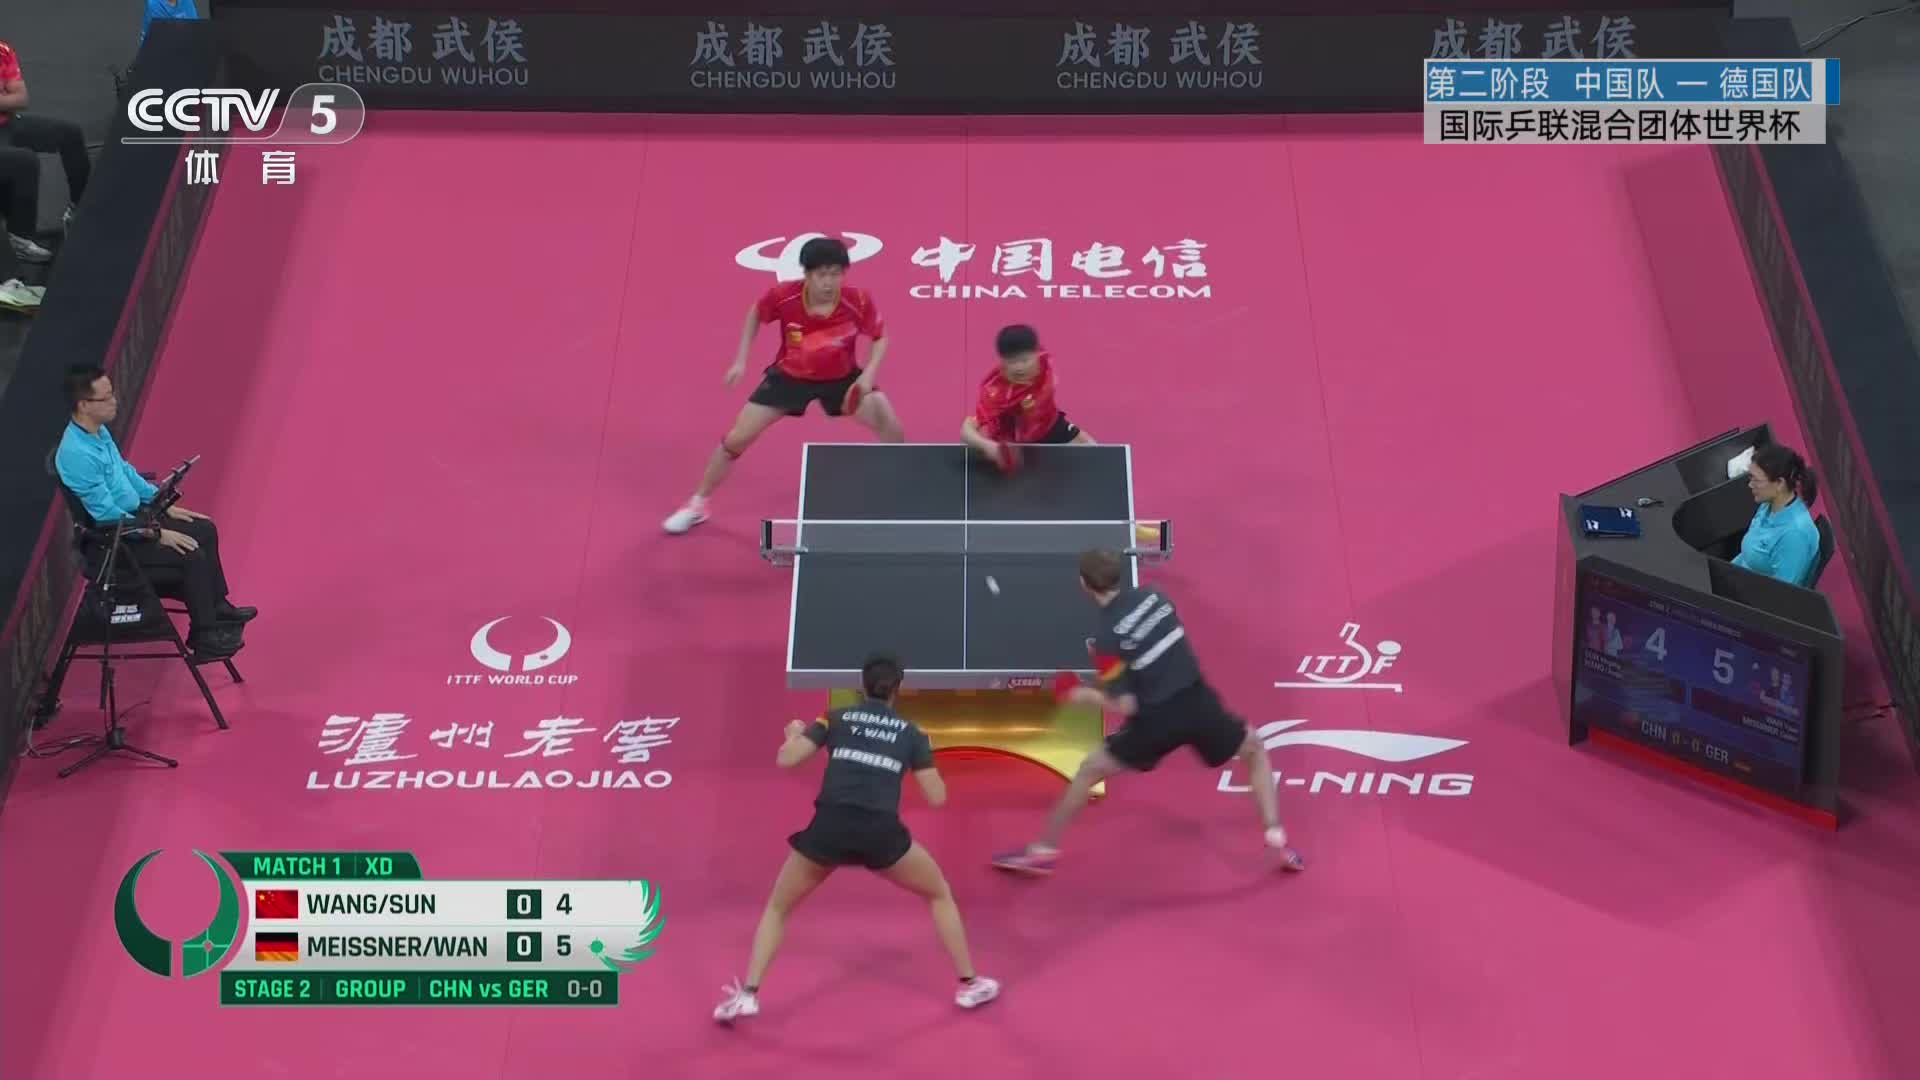 成都 武侯
CHENGDU WUHOU
成都 武侯
CHENGDU WUHOU
成都 武侯
CHENGDU WUHOU
成都 武侯
CCTV 5
体育
第二阶段 中国队 — 德国队
国际乒联混合团体世界杯
中国电信
CHINA TELECOM
ITTF WORLD CUP
泸州老窖
LUZHOULAOJIAO
ITTF
LI-NING
GERMANY
Y. WAN
LIEBHERR
4 5
CHN 0 - 0 GER
MATCH 1 | XD
WANG/SUN 0 4
MEISSNER/WAN 0 5
STAGE 2 | GROUP | CHN vs GER 0-0